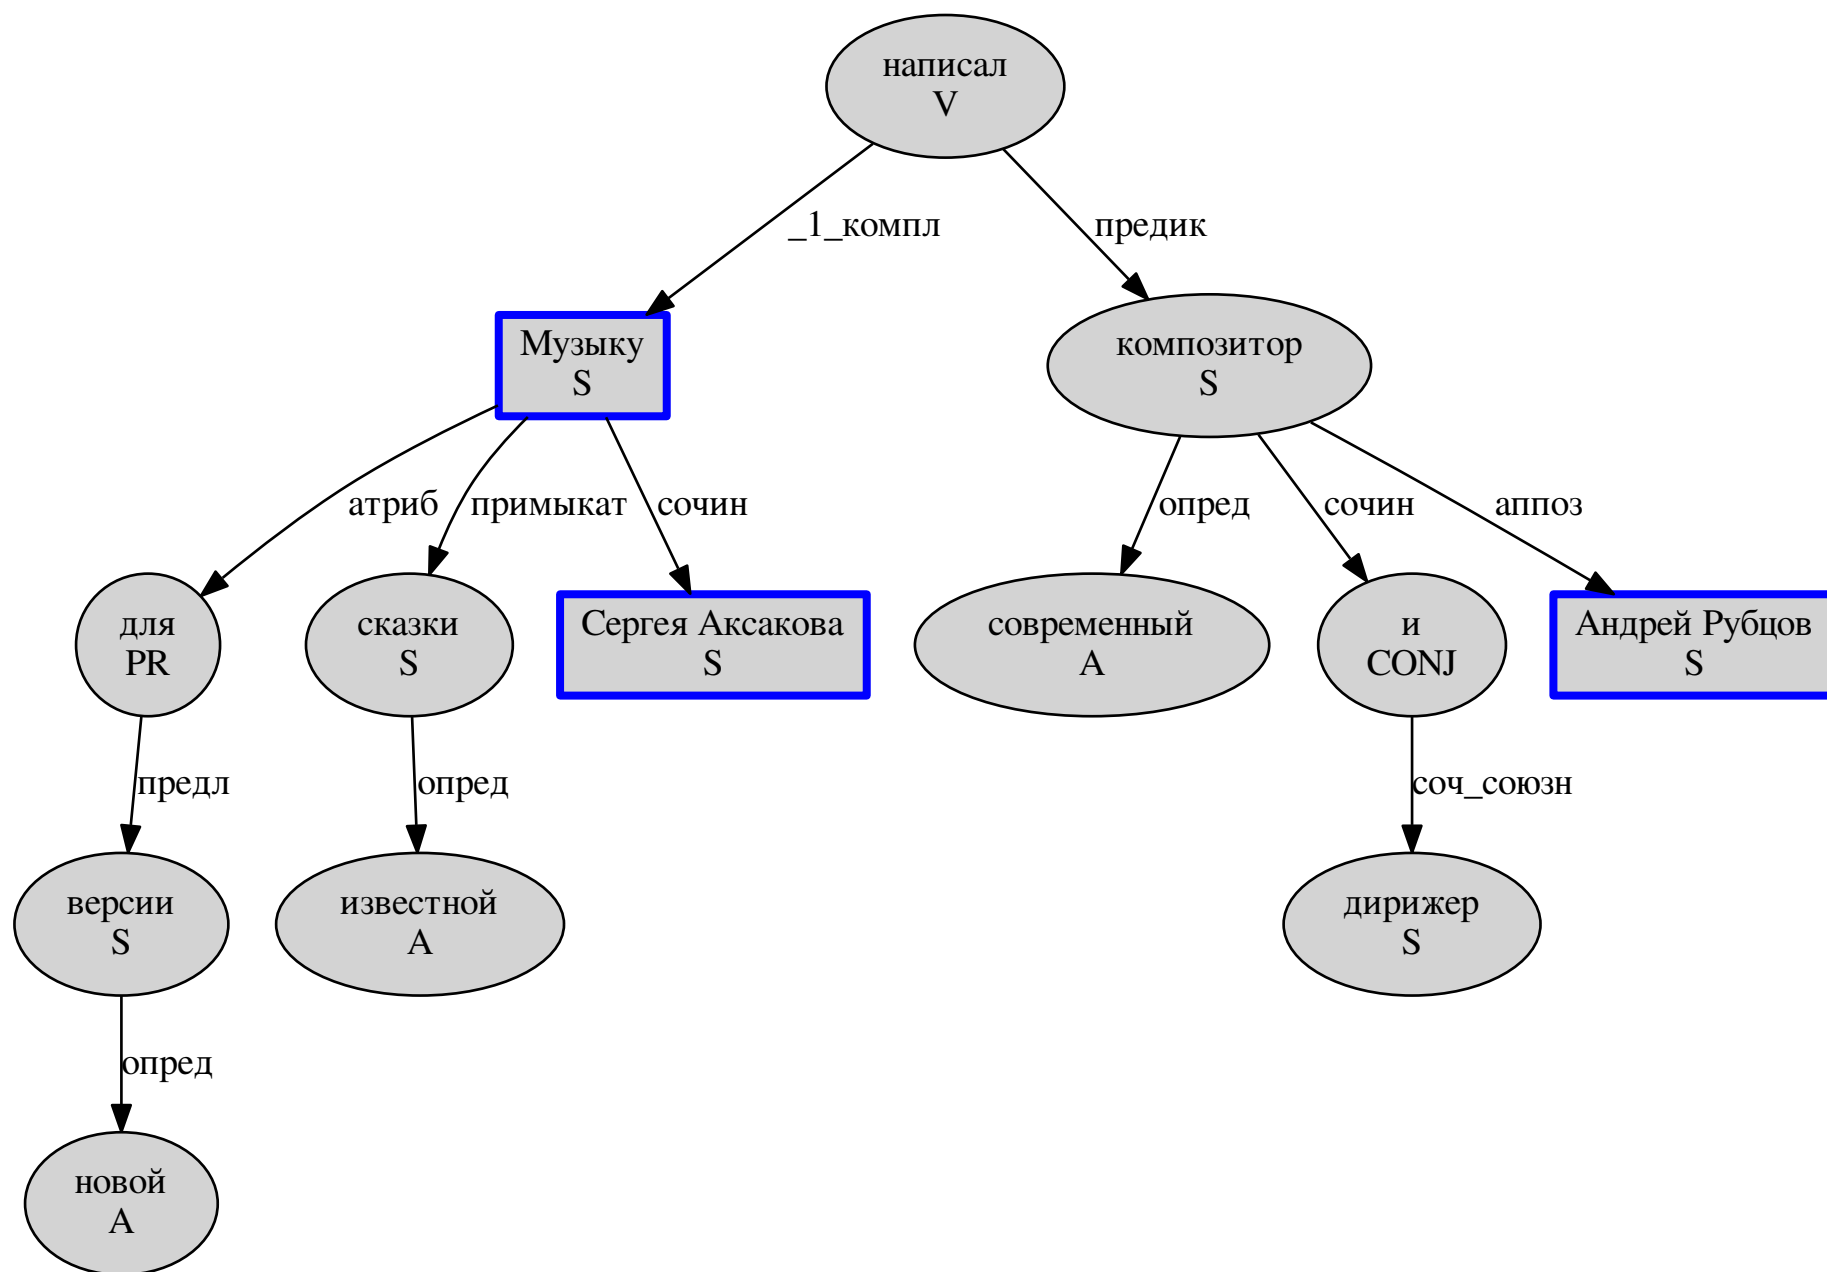 написал
V
_1_компл
предик
Музыку
S
композитор
S
атриб
примыкат
сочин
опред
сочин
аппоз
для
PR
сказки
S
Сергея Аксакова
S
современный
A
и
CONJ
Андрей Рубцов
S
предл
опред
соч_союзн
версии
S
известной
A
дирижер
S
опред
новой
A